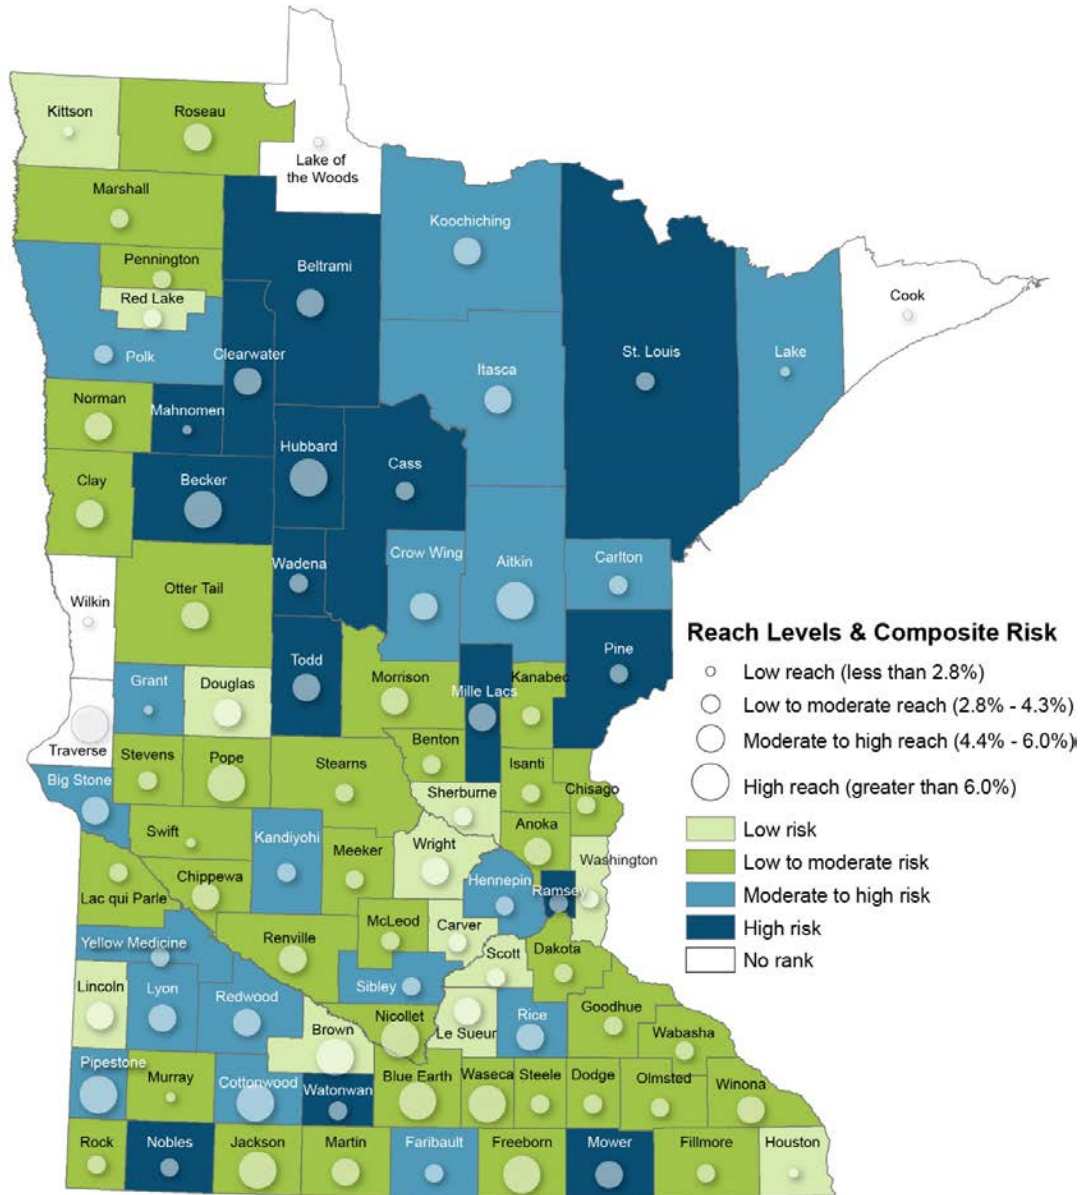 Kittson
Roseau
Lake of
the Woods
Marshall
Koochiching
Pennington
Beltrami
Red Lake
Cook
Polk
Clearwater
St. Louis
Lake
Itasca
Norman
Mahnomen
Hubbard
Cass
Clay
Becker
Crow Wing
Aitkin
Carlton
Wadena
Otter Tail
Wilkin
Reach Levels & Composite Risk
Low reach (less than 2.8%)
Low to moderate reach (2.8% - 4.3%)
Moderate to high reach (4.4% - 6.0%)
High reach (greater than 6.0%)
Low risk
Low to moderate risk
Moderate to high risk
High risk
No rank
Pine
Todd
Grant
Douglas
Morrison
Mille Lacs
Kanabec
Traverse
Stevens
Pope
Stearns
Benton
Isanti
Big Stone
Sherburne
Chisago
Swift
Kandiyohi
Anoka
Meeker
Wright
Washington
Chippewa
Hennepin
Ramsey
Lac qui Parle
McLeod
Carver
Yellow Medicine
Renville
Scott
Dakota
Lincoln
Lyon
Redwood
Sibley
Goodhue
Nicollet
Rice
Brown
Le Sueur
Wabasha
Pipestone
Murray
Cottonwood
Watonwan
Blue Earth
Waseca
Steele
Dodge
Olmsted
Winona
Rock
Nobles
Jackson
Martin
Faribault
Freeborn
Mower
Fillmore
Houston